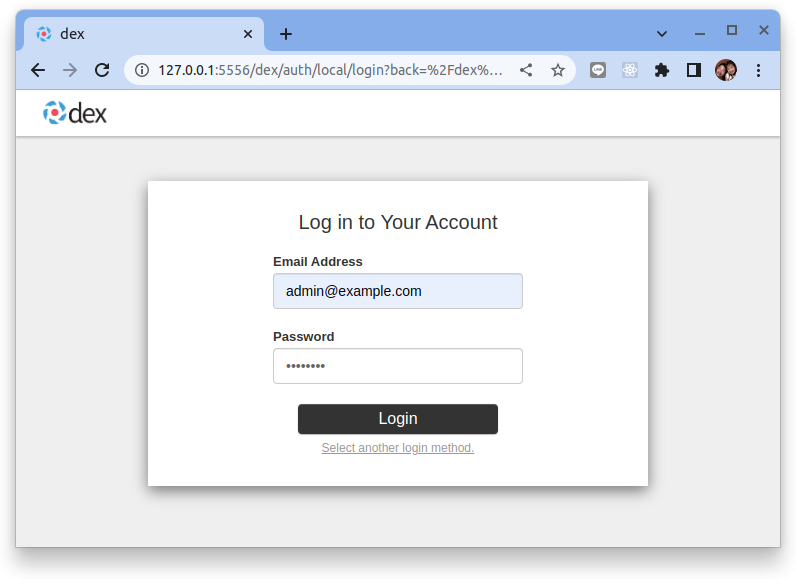 dex
127.0.0.1:5556/dex/auth/local/login?back=%2Fdex%...
dex
Log in to Your Account
Email Address
admin@example.com
Password
••••••••
Login
Select another login method.